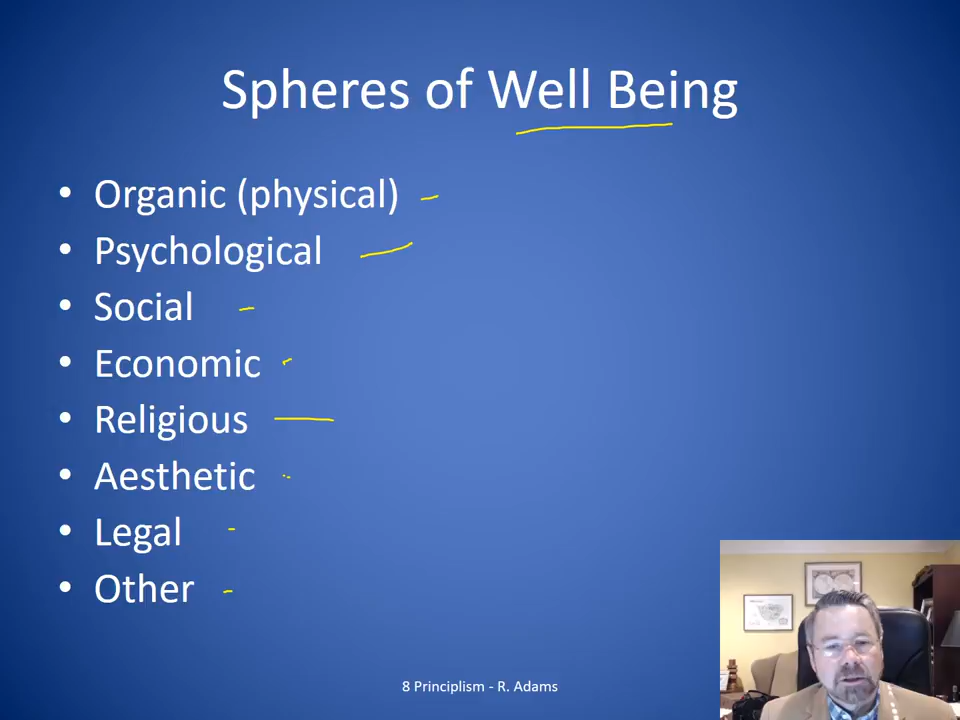 Spheres of Well Being
• Organic (physical)
• Psychological
• Social
• Economic
• Religious
• Aesthetic
• Legal
• Other
8 Principlism - R. Adams